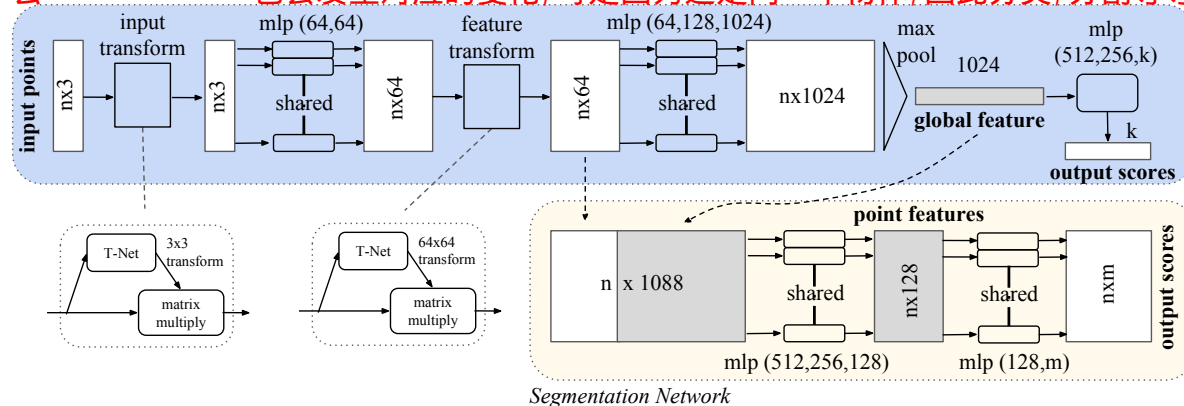 input points
nx3
input
transform
nx3
mlp (64,64)
shared
nx64
feature
transform
nx64
mlp (64,128,1024)
shared
nx1024
max
pool
1024
global feature
mlp
(512,256,k)
k
output scores
T-Net
3x3
transform
matrix
multiply
T-Net
64x64
transform
matrix
multiply
point features
n x 1088
shared
mlp (512,256,128)
nx128
shared
mlp (128,m)
nxm
output scores
Segmentation Network